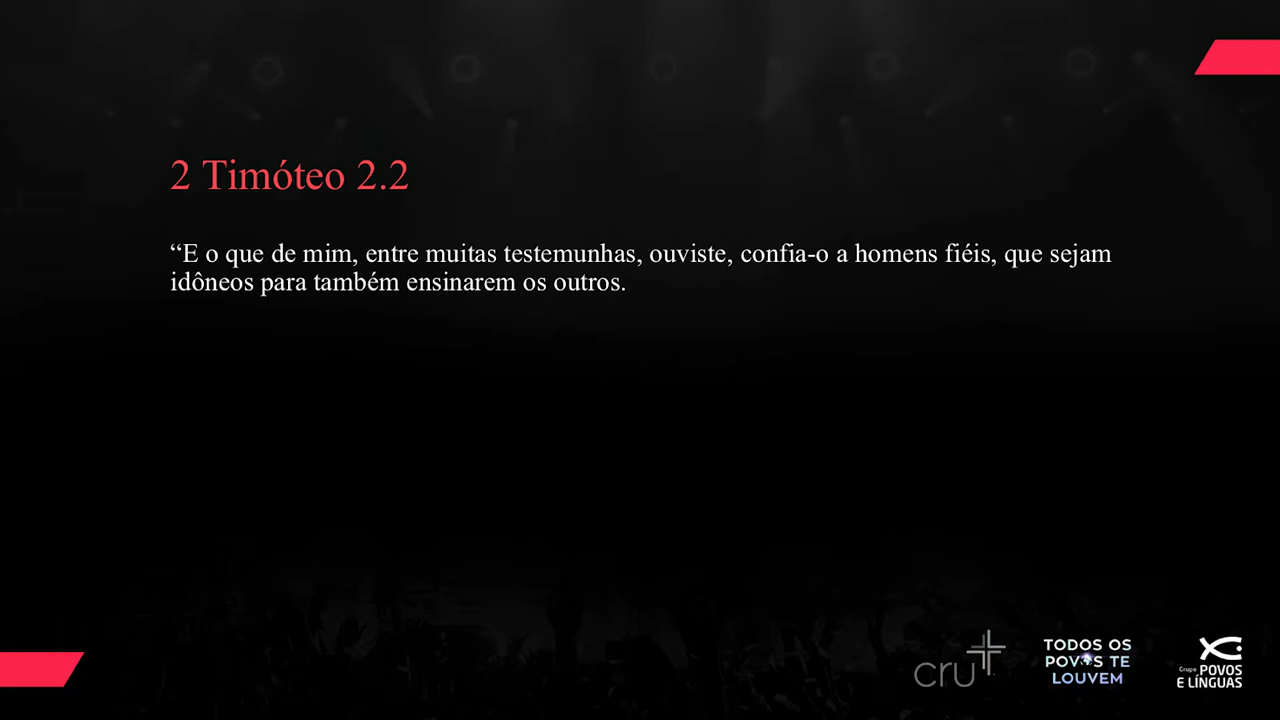 2 Timóteo 2.2
“E o que de mim, entre muitas testemunhas, ouviste, confia-o a homens fiéis, que sejam
idôneos para também ensinarem os outros.
cru
TODOS OS
POVOS TE
LOUVEM
Grupo POVOS
E LÍNGUAS